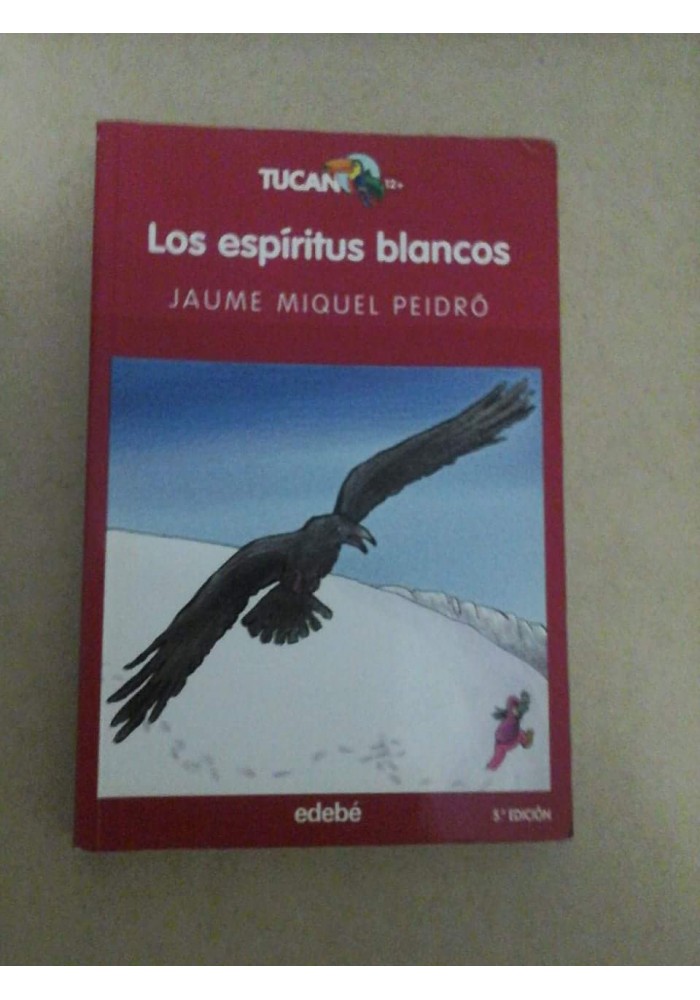 TUCAN 12+
Los espíritus blancos
JAUME MIQUEL PEIDRÓ
edebé
5.ª EDICIÓN